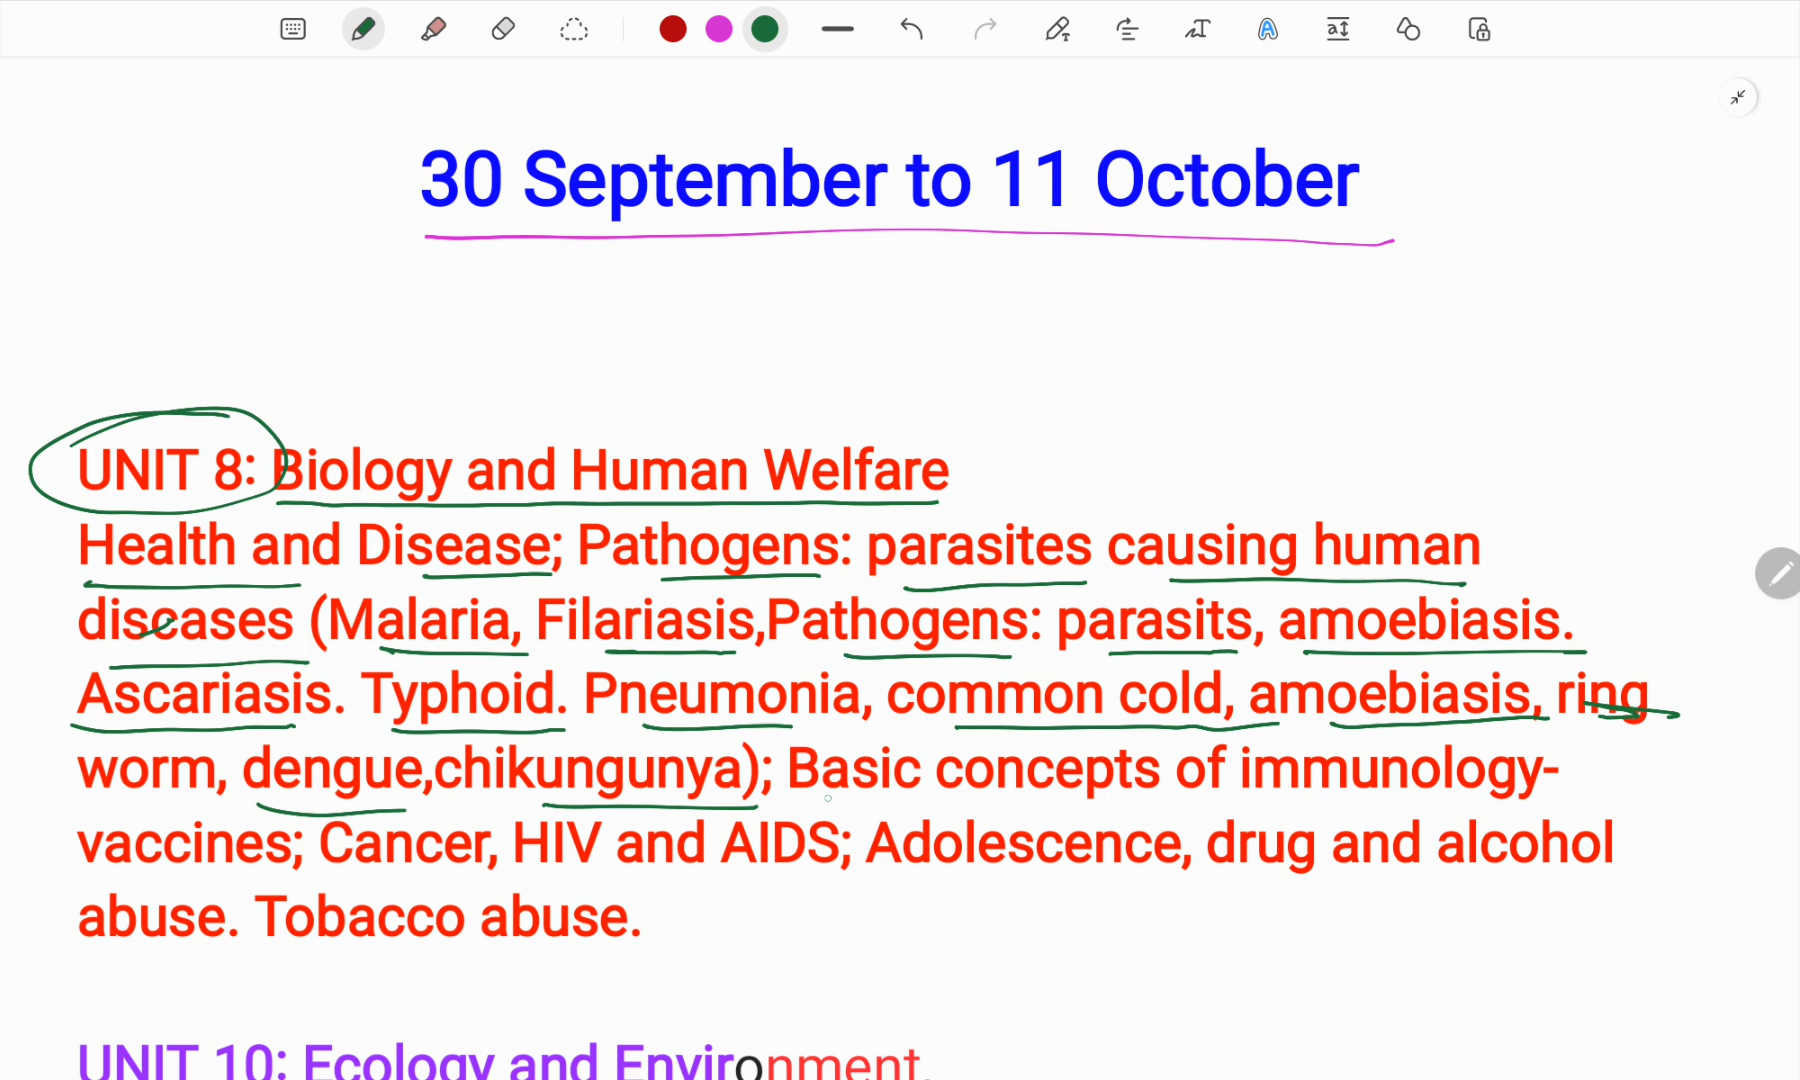 30 September to 11 October
UNIT 8: Biology and Human Welfare
Health and Disease; Pathogens: parasites causing human
discases (Malaria, Filariasis,Pathogens: parasits, amoebiasis.
Ascariasis. Typhoid. Pneumonia, common cold, amoebiasis, ring
worm, dengue,chikungunya); Basic concepts of immunology-
vaccines; Cancer, HIV and AIDS; Adolescence, drug and alcohol
abuse. Tobacco abuse.
UNIT 10: Ecology and Environment.